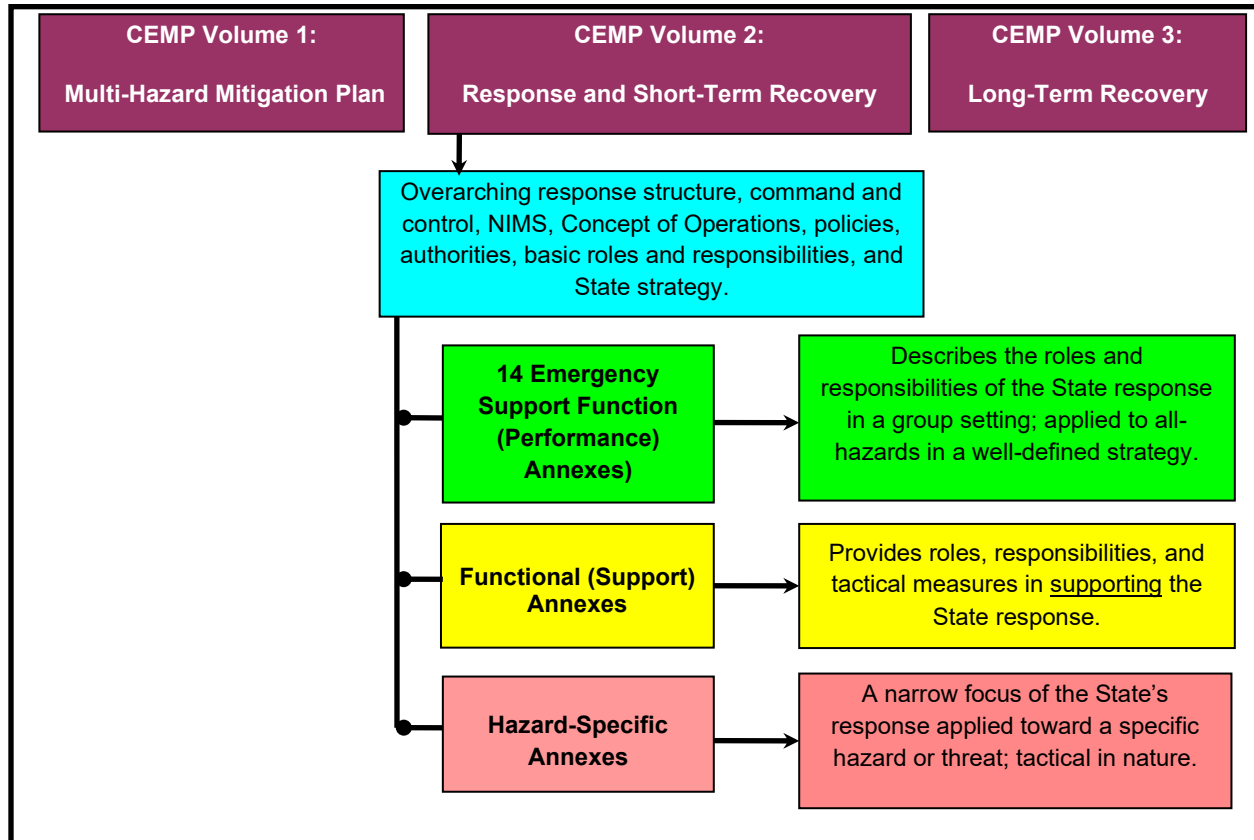 CEMP Volume 1:
Multi-Hazard Mitigation Plan
CEMP Volume 2:
Response and Short-Term Recovery
CEMP Volume 3:
Long-Term Recovery
Overarching response structure, command and
control, NIMS, Concept of Operations, policies,
authorities, basic roles and responsibilities, and
State strategy.
14 Emergency
Support Function
(Performance)
Annexes)
Describes the roles and
responsibilities of the State response
in a group setting; applied to all-
hazards in a well-defined strategy.
Functional (Support)
Annexes
Provides roles, responsibilities, and
tactical measures in supporting the
State response.
Hazard-Specific
Annexes
A narrow focus of the State's
response applied toward a specific
hazard or threat; tactical in nature.